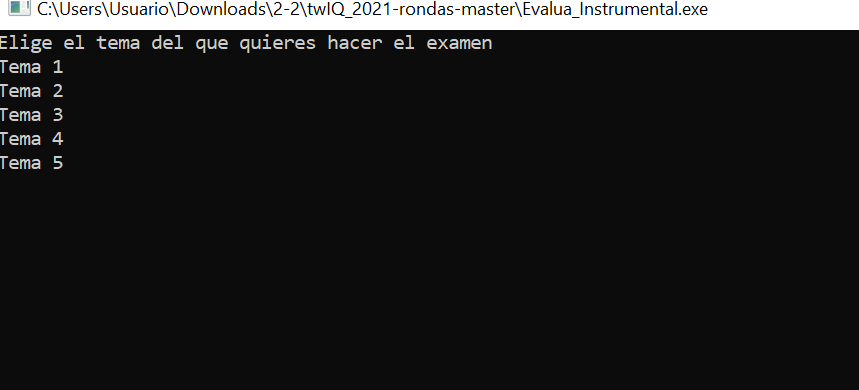 C:\Users\Usuario\Downloads\2-2\twIQ_2021-rondas-master\Evalua_Instrumental.exe
Elige el tema del que quieres hacer el examen
Tema 1
Tema 2
Tema 3
Tema 4
Tema 5